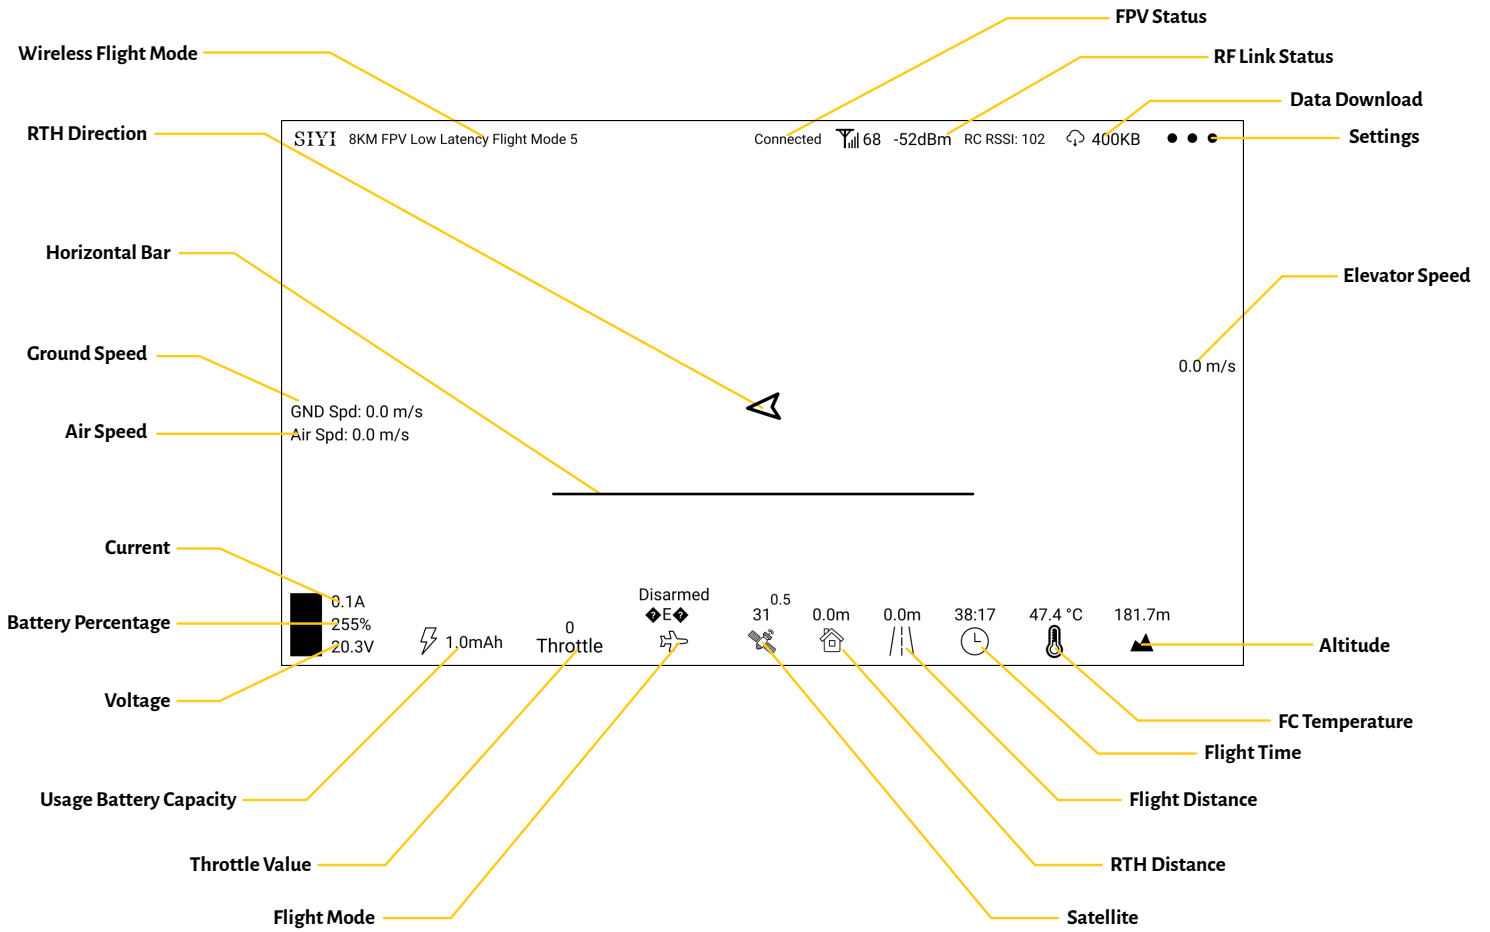 FPV Status
Wireless Flight Mode
RF Link Status
Data Download
RTH Direction
Settings
SIYI 8KM FPV Low Latency Flight Mode 5 Connected 68 -52dBm RC RSSI: 102 400KB
Horizontal Bar
Elevator Speed
Ground Speed
0.0 m/s
GND Spd: 0.0 m/s
Air Speed
Air Spd: 0.0 m/s
Current
Disarmed
0.5
0.1A
�E�
31
0.0m
0.0m
38:17
47.4 °C
181.7m
Battery Percentage
255%
0
Throttle
1.0mAh
20.3V
Altitude
Voltage
FC Temperature
Flight Time
Usage Battery Capacity
Flight Distance
Throttle Value
RTH Distance
Flight Mode
Satellite